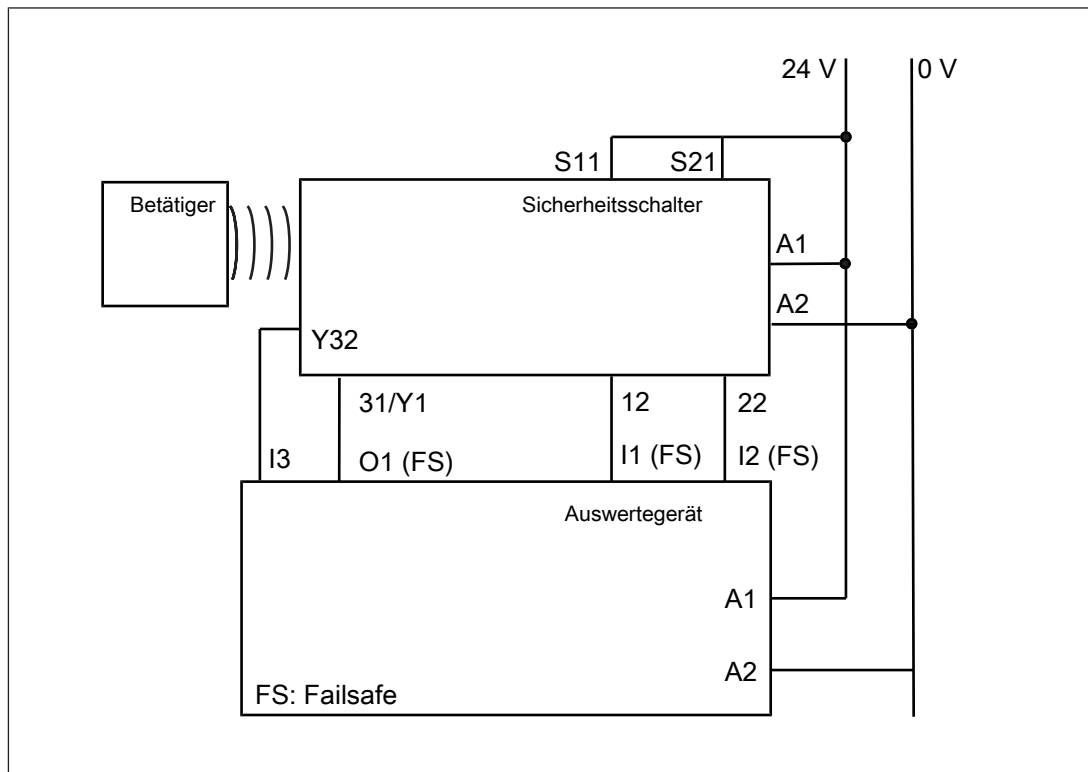 24 V
0 V
S11
S21
Betätiger
Sicherheitsschalter
A1
A2
Y32
31/Y1
12
22
I3
O1 (FS)
I1 (FS)
I2 (FS)
Auswertegerät
A1
A2
FS: Failsafe